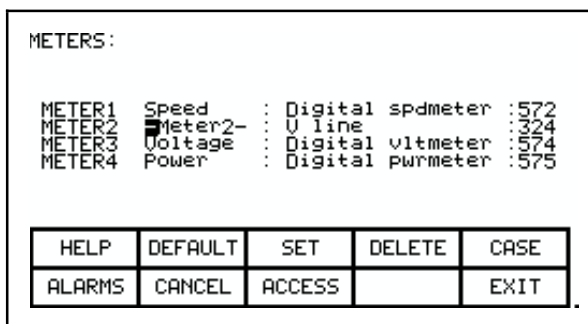 METERS:
METER1 Speed : Digital spdmeter :572
METER2 -Meter2- : V line :324
METER3 Voltage : Digital vltmeter :574
METER4 Power : Digital pwrmeter :575
HELP DEFAULT SET DELETE CASE
ALARMS CANCEL ACCESS EXIT
.